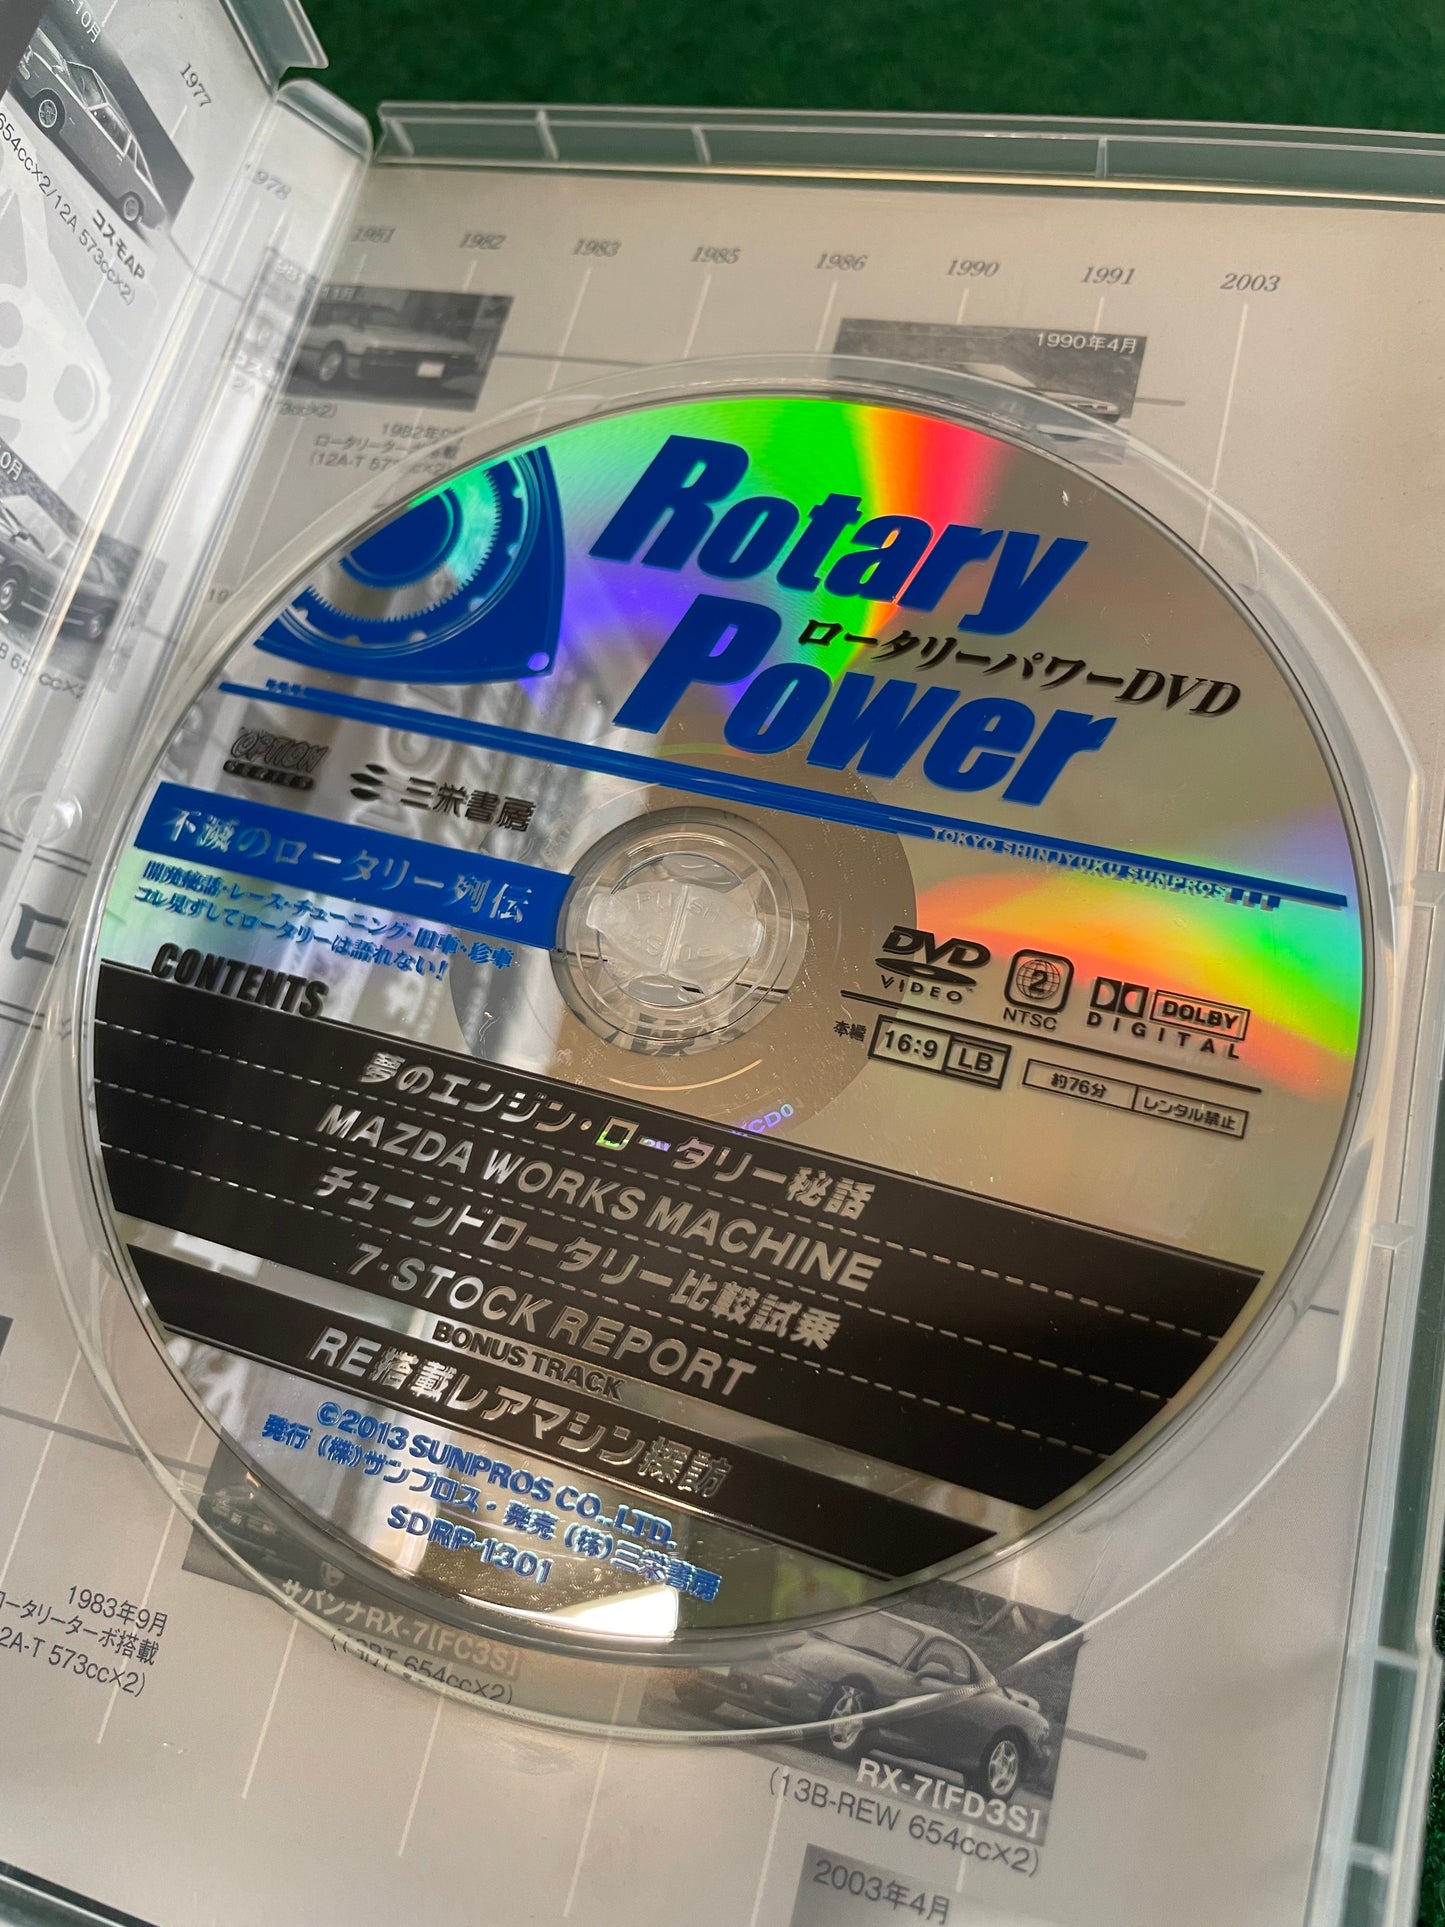 10月
1977
1978
1981
1982
1983
1985
1986
1990
1991
2003
654cc×2/12A 573cc×2)
コスモAP
1990年4月
1982年
ロータリーターボ搭載
(12A-T 573cc×2)
Rotary
Power
ロータリーパワーDVD
TOKYO SHINJYUKU SUNPROS
OPTION
三栄書房
不滅のロータリー列伝
開発秘話・レース・チューニング・旧車・珍車
コレ見ずしてロータリーは語れない!
DVD
VIDEO
2
NTSC
DOLBY
DIGITAL
本編
16:9 LB
約76分
レンタル禁止
CONTENTS
夢のエンジン・ロータリー秘話
MAZDA WORKS MACHINE
チューンドロータリー比較試乗
7・STOCK REPORT
BONUS TRACK
RE搭載レアマシン探訪
©2013 SUNPROS CO.,LTD.
発行 (株)サンプロス・発売 (株)三栄書房
SDRP-1301
1983年9月
ロータリーターボ搭載
2A-T 573cc×2)
サバンナRX-7[FC3S]
654cc×2)
RX-7[FD3S]
(13B-REW 654cc×2)
2003年4月